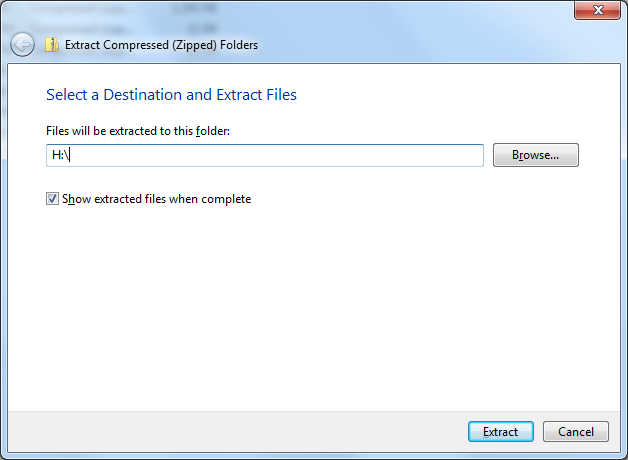 Extract Compressed (Zipped) Folders
Select a Destination and Extract Files
Files will be extracted to this folder:
H:\
Browse...
Show extracted files when complete
Extract
Cancel